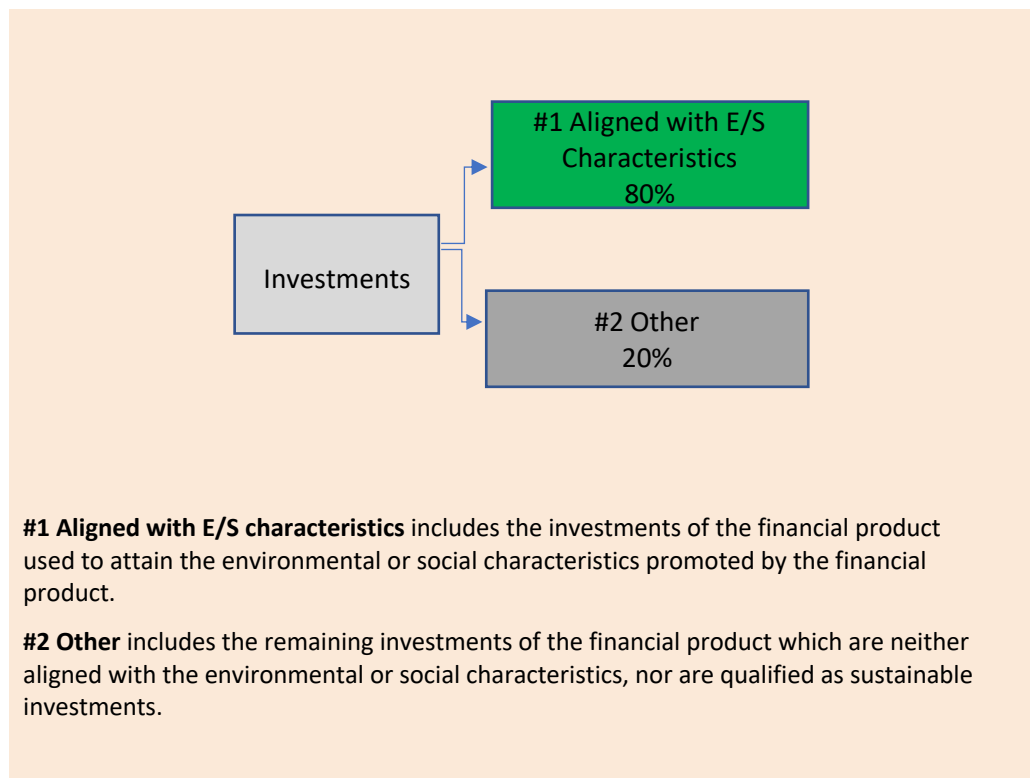 #1 Aligned with E/S
Characteristics
80%
Investments
#2 Other
20%
#1 Aligned with E/S characteristics includes the investments of the financial product
used to attain the environmental or social characteristics promoted by the financial
product.
#2 Other includes the remaining investments of the financial product which are neither
aligned with the environmental or social characteristics, nor are qualified as sustainable
investments.